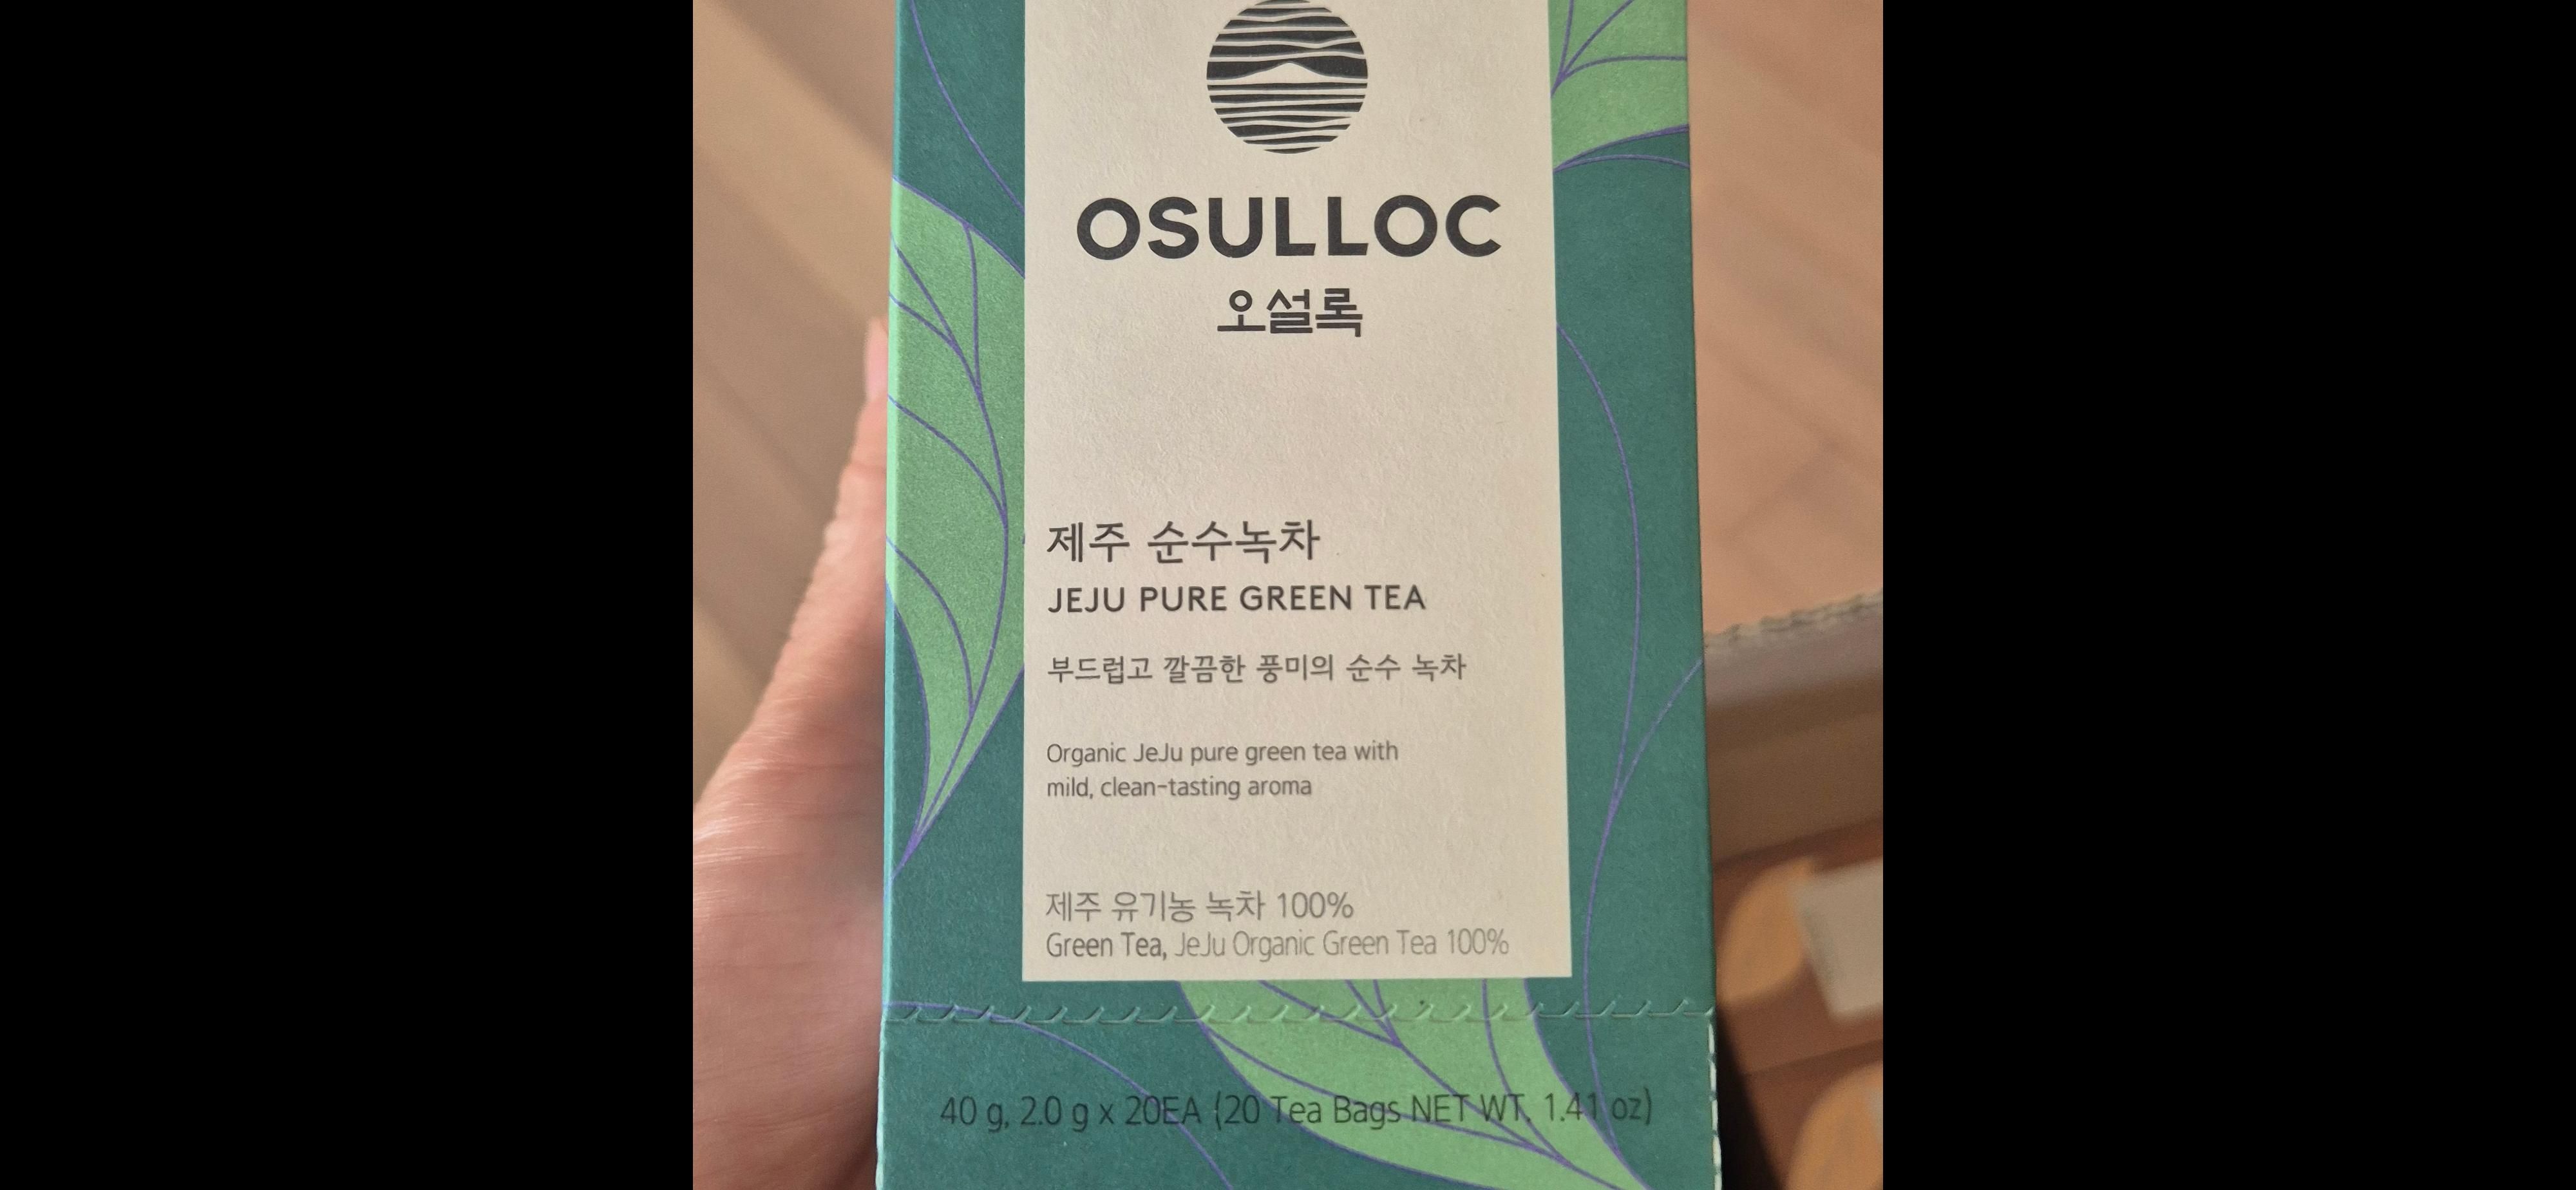 OSULLOC
오설록
제주 순수녹차
JEJU PURE GREEN TEA
부드럽고 깔끔한 풍미의 순수 녹차
Organic JeJu pure green tea with
mild, clean-tasting aroma
제주 유기농 녹차 100%
Green Tea, JeJu Organic Green Tea 100%
40 g, 2.0 g x 20EA (20 Tea Bags NET WT. 1.41 oz)